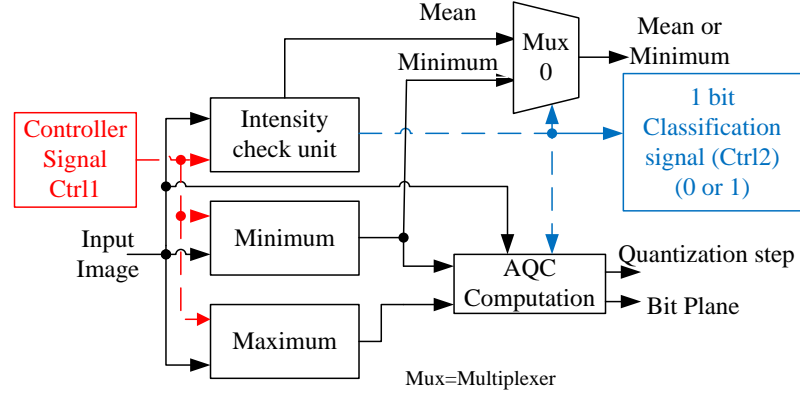 Mean
Minimum
Mux
0
Mean or
Minimum
Controller
Signal
Ctrl1
Intensity
check unit
1 bit
Classification
signal (Ctrl2)
(0 or 1)
Input
Image
Minimum
AQC
Computation
Quantization step
Bit Plane
Maximum
Mux=Multiplexer